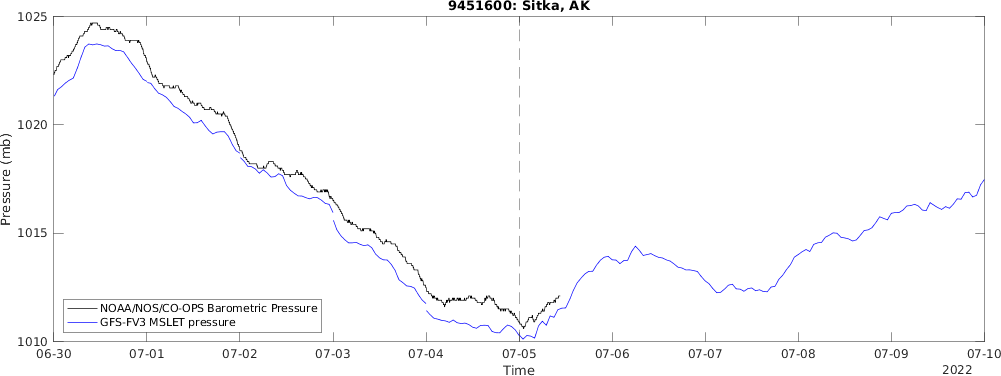 9451600: Sitka, AK
Pressure (mb)
1025
1020
1015
1010
NOAA/NOS/CO-OPS Barometric Pressure
GFS-FV3 MSLET pressure
06-30 07-01 07-02 07-03 07-04 07-05 07-06 07-07 07-08 07-09 07-10
Time
2022